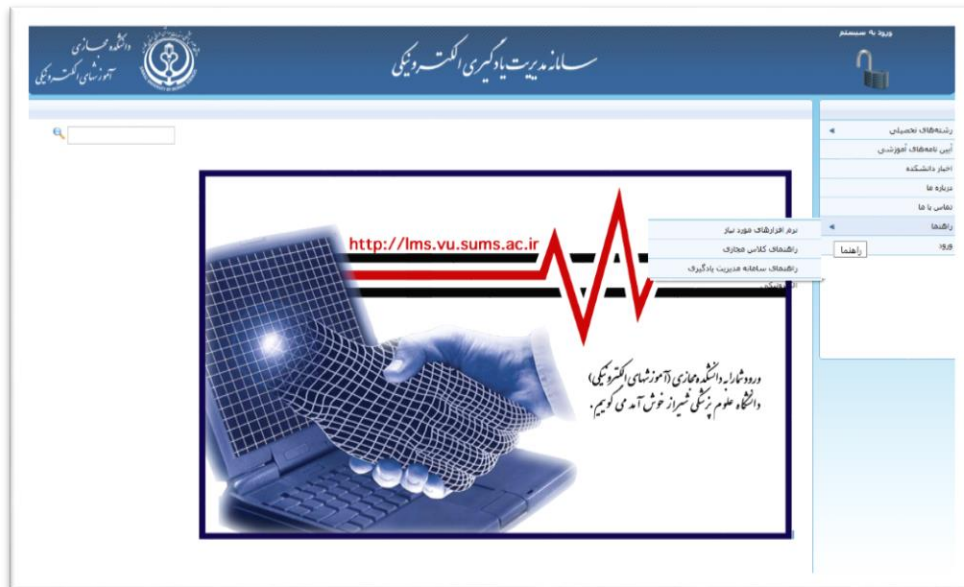 ورود به سیستم
سامانه مدیریت یادگیری الکترونیکی
دانشکده مجازی
آموزشهای الکترونیکی
رشته‌های تحصیلی
آیین نامه‌های آموزشی
اخبار دانشکده
درباره ما
تماس با ما
راهنما
ورود
راهنما
نرم افزارهای مورد نیاز
راهنمای کلاس مجازی
راهنمای سامانه مدیریت یادگیری
الکترونیکی
http://lms.vu.sums.ac.ir
ورود شما را به دانشکده مجازی (آموزشهای الکترونیکی)
دانشگاه علوم پزشکی شیراز خوش آمد می گوییم.